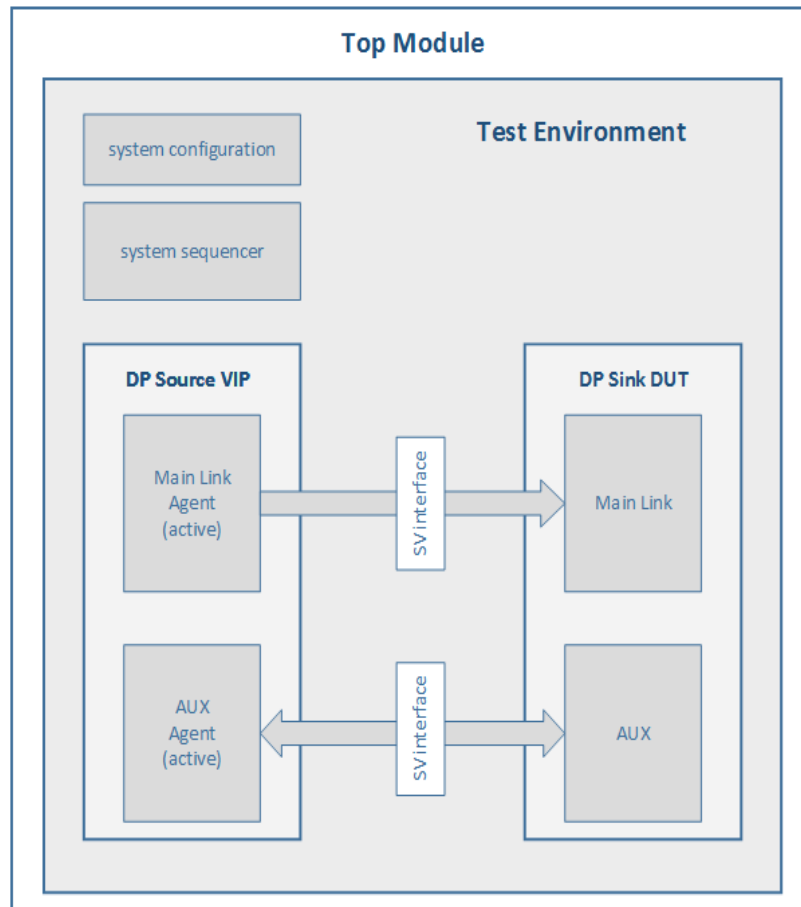 Top Module
Test Environment
system configuration
system sequencer
DP Source VIP
DP Sink DUT
Main Link
Agent
(active)
SV interface
Main Link
AUX
Agent
(active)
SV interface
AUX